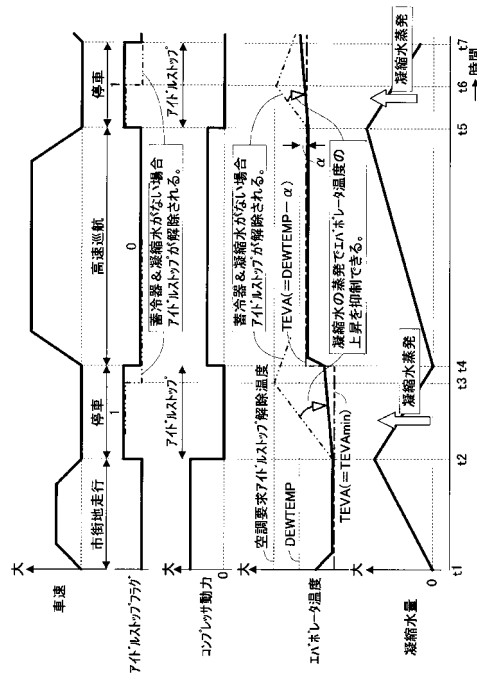 車速
大
市街地走行
停車
高速巡航
停車
アイドルストップフラグ
1
0
1
蓄冷器&凝縮水がない場合
アイドルストップが解除される。
コンプレッサ動力
大
0
アイドルストップ
アイドルストップ
エバポレータ温度
大
空調要求アイドルストップ解除温度
DEWTEMP
TEVA(=TEVAmin)
蓄冷器&凝縮水がない場合
アイドルストップが解除される。
TEVA(=DEWTEMP−α)
α
凝縮水の蒸発でエバポレータ温度の
上昇を抑制できる。
凝縮水量
大
0
凝縮水蒸発
凝縮水蒸発
t1
t2
t3
t4
t5
t6
t7
時間